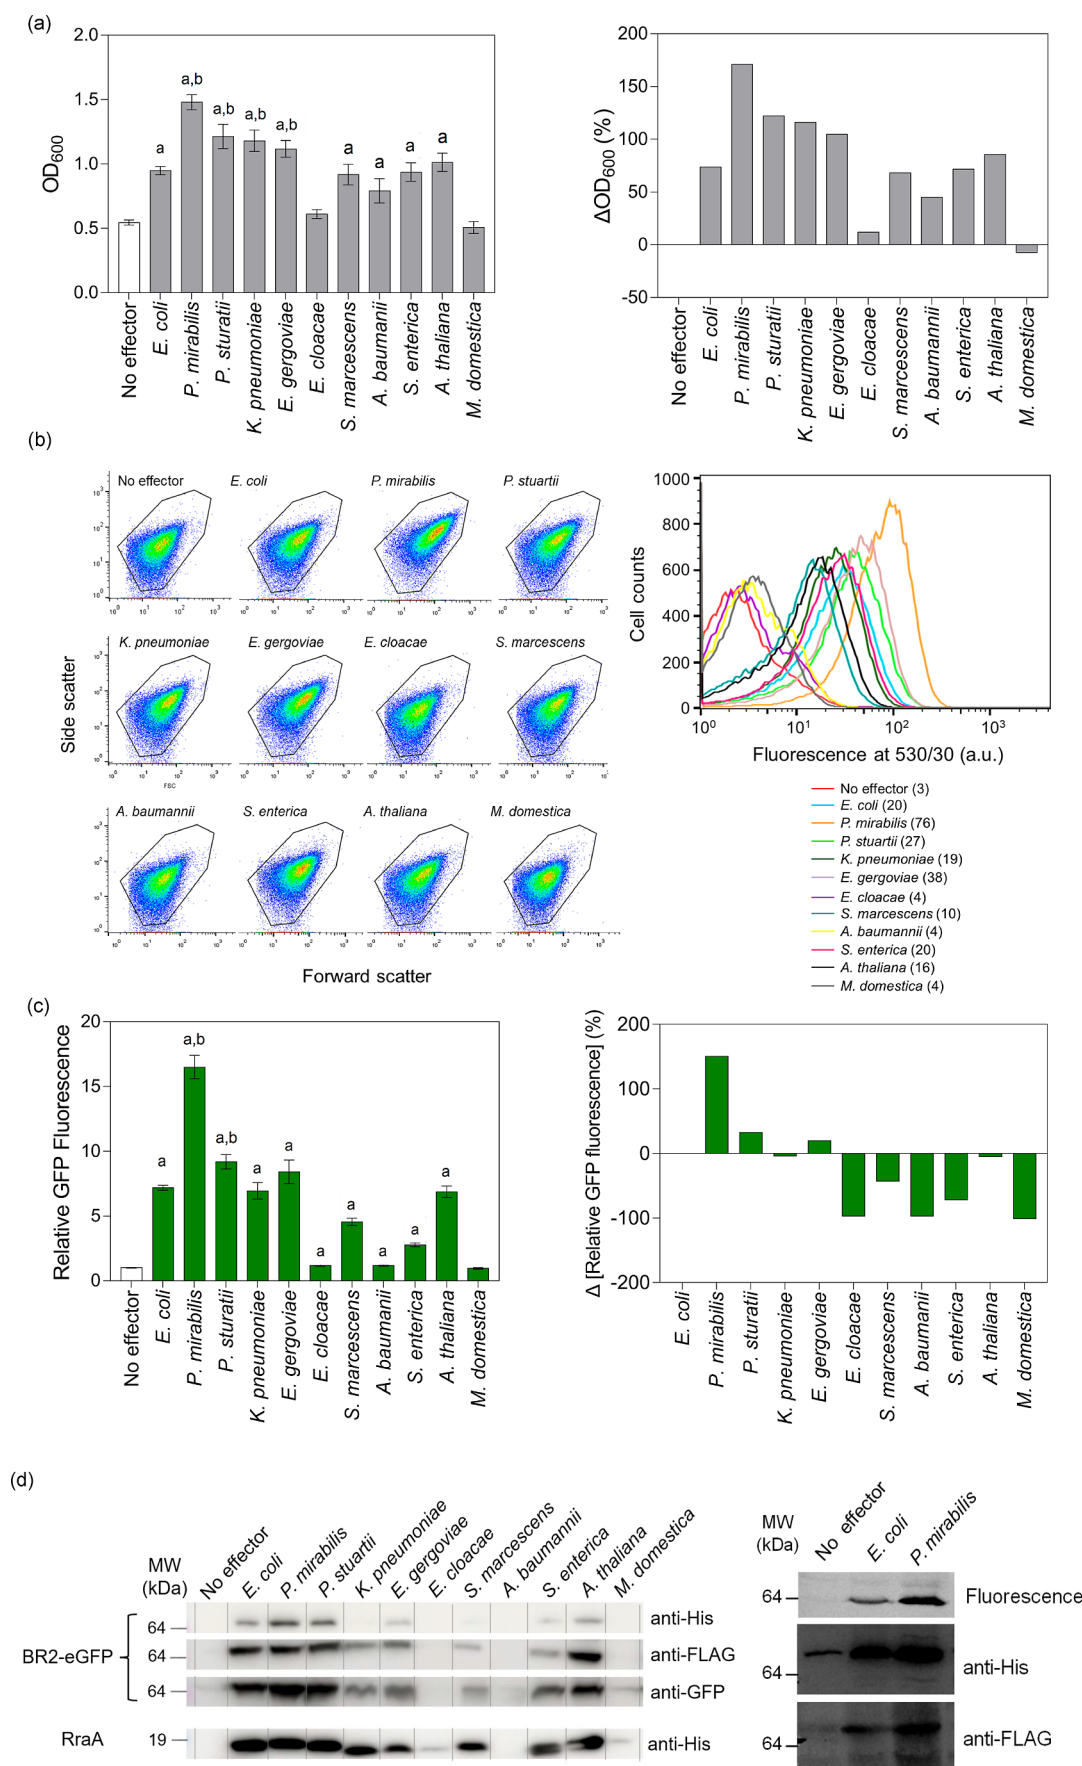 (a)
OD600
2.0
1.5
1.0
0.5
0.0
a
a,b
a,b
a,b
a,b
a
a
a
a
No effector
E. coli
P. mirabilis
P. sturatii
K. pneumoniae
E. gergoviae
E. cloacae
S. marcescens
A. baumanii
S. enterica
A. thaliana
M. domestica
ΔOD600 (%)
200
150
100
50
0
-50
No effector
E. coli
P. mirabilis
P. sturatii
K. pneumoniae
E. gergoviae
E. cloacae
S. marcescens
A. baumannii
S. enterica
A. thaliana
M. domestica
(b)
Side scatter
No effector
E. coli
P. mirabilis
P. stuartii
K. pneumoniae
E. gergoviae
E. cloacae
S. marcescens
FSC
A. baumannii
S. enterica
A. thaliana
M. domestica
Forward scatter
Cell counts
1000
800
600
400
200
0
10^0
10^1
10^2
10^3
Fluorescence at 530/30 (a.u.)
No effector (3)
E. coli (20)
P. mirabilis (76)
P. stuartii (27)
K. pneumoniae (19)
E. gergoviae (38)
E. cloacae (4)
S. marcescens (10)
A. baumannii (4)
S. enterica (20)
A. thaliana (16)
M. domestica (4)
(c)
Relative GFP Fluorescence
20
15
10
5
0
a
a,b
a,b
a
a
a
a
a
a
a
No effector
E. coli
P. mirabilis
P. sturatii
K. pneumoniae
E. gergoviae
E. cloacae
S. marcescens
A. baumanii
S. enterica
A. thaliana
M. domestica
Δ [Relative GFP fluorescence] (%)
200
100
0
-100
-200
E. coli
P. mirabilis
P. sturatii
K. pneumoniae
E. gergoviae
E. cloacae
S. marcescens
A. baumanii
S. enterica
A. thaliana
M. domestica
(d)
MW
(kDa)
No effector
E. coli
P. mirabilis
P. stuartii
K. pneumoniae
E. gergoviae
E. cloacae
S. marcescens
A. baumannii
S. enterica
A. thaliana
M. domestica
BR2-eGFP
64
anti-His
64
anti-FLAG
64
anti-GFP
RraA
19
anti-His
MW
(kDa)
No effector
E. coli
P. mirabilis
64
Fluorescence
64
anti-His
64
anti-FLAG